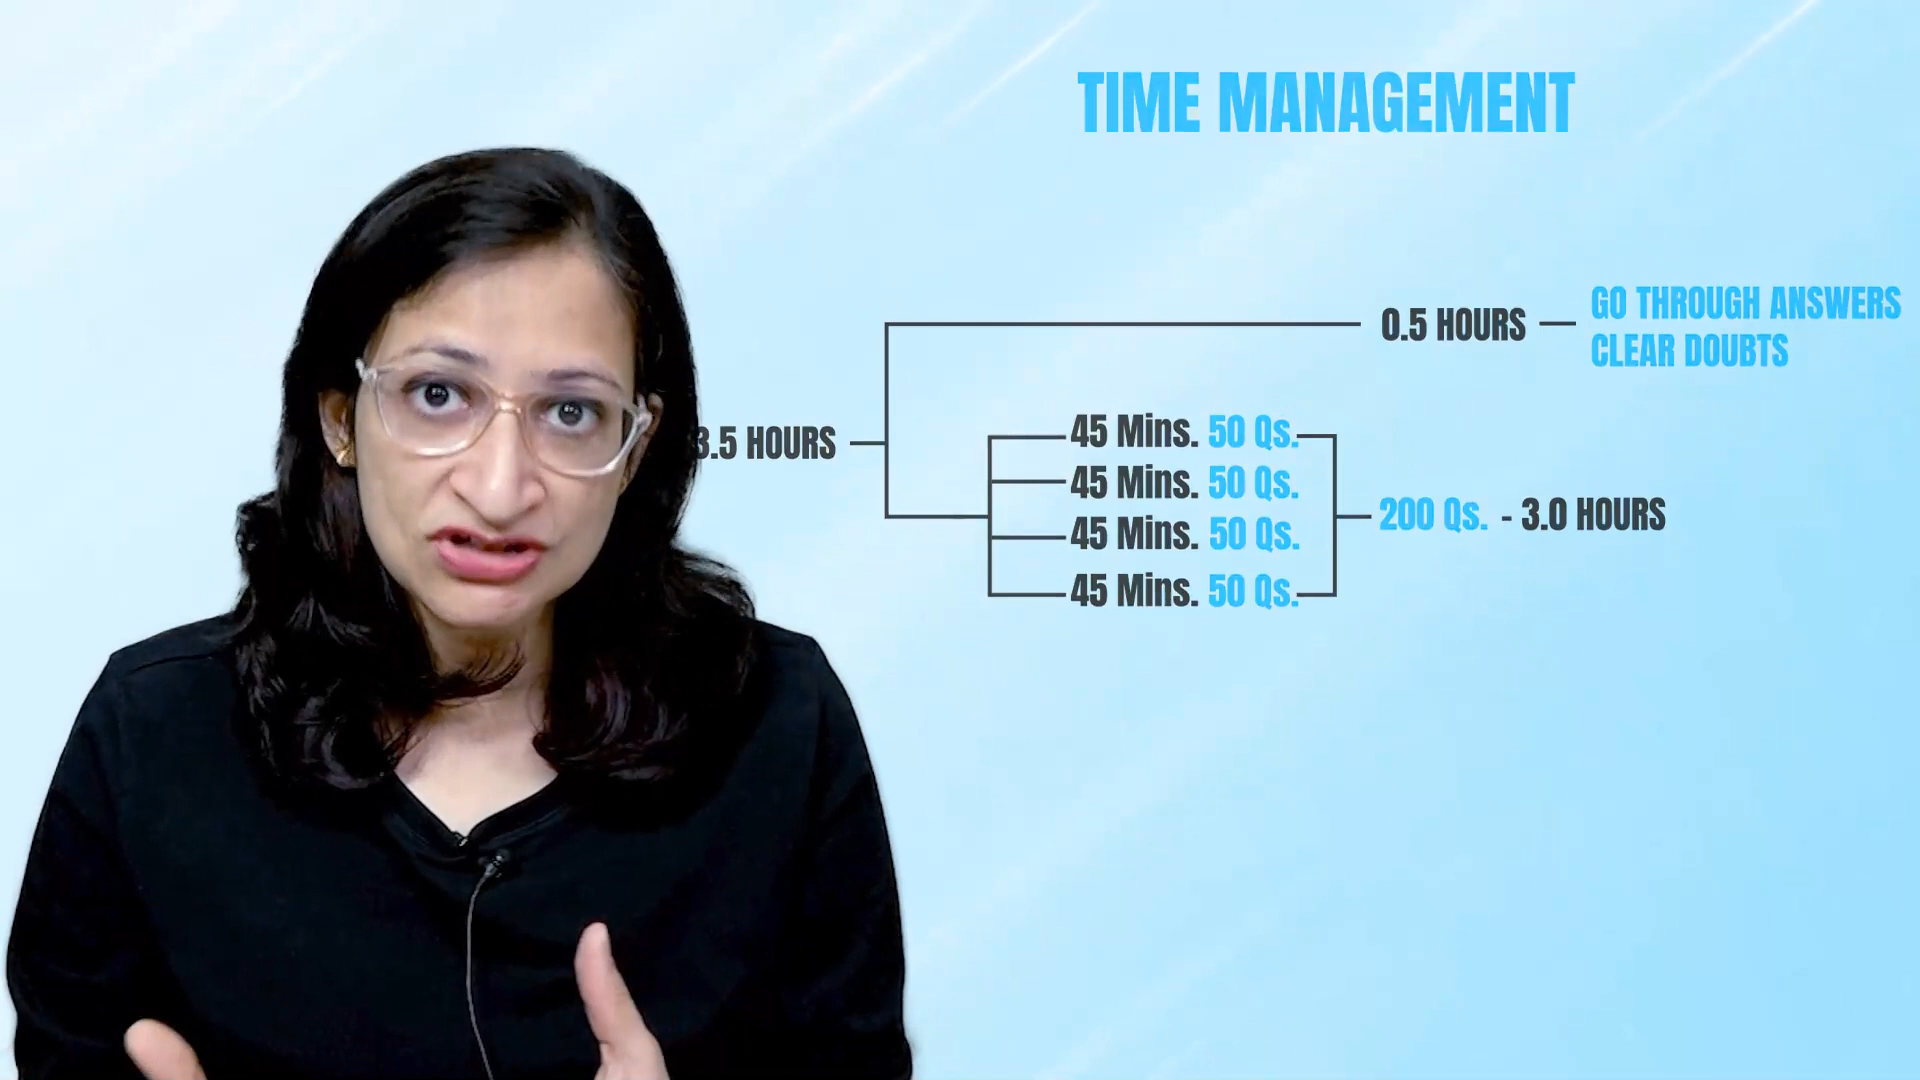 TIME MANAGEMENT
0.5 HOURS
GO THROUGH ANSWERS
CLEAR DOUBTS
3.5 HOURS
45 Mins. 50 Qs.
45 Mins. 50 Qs.
45 Mins. 50 Qs.
45 Mins. 50 Qs.
200 Qs. - 3.0 HOURS